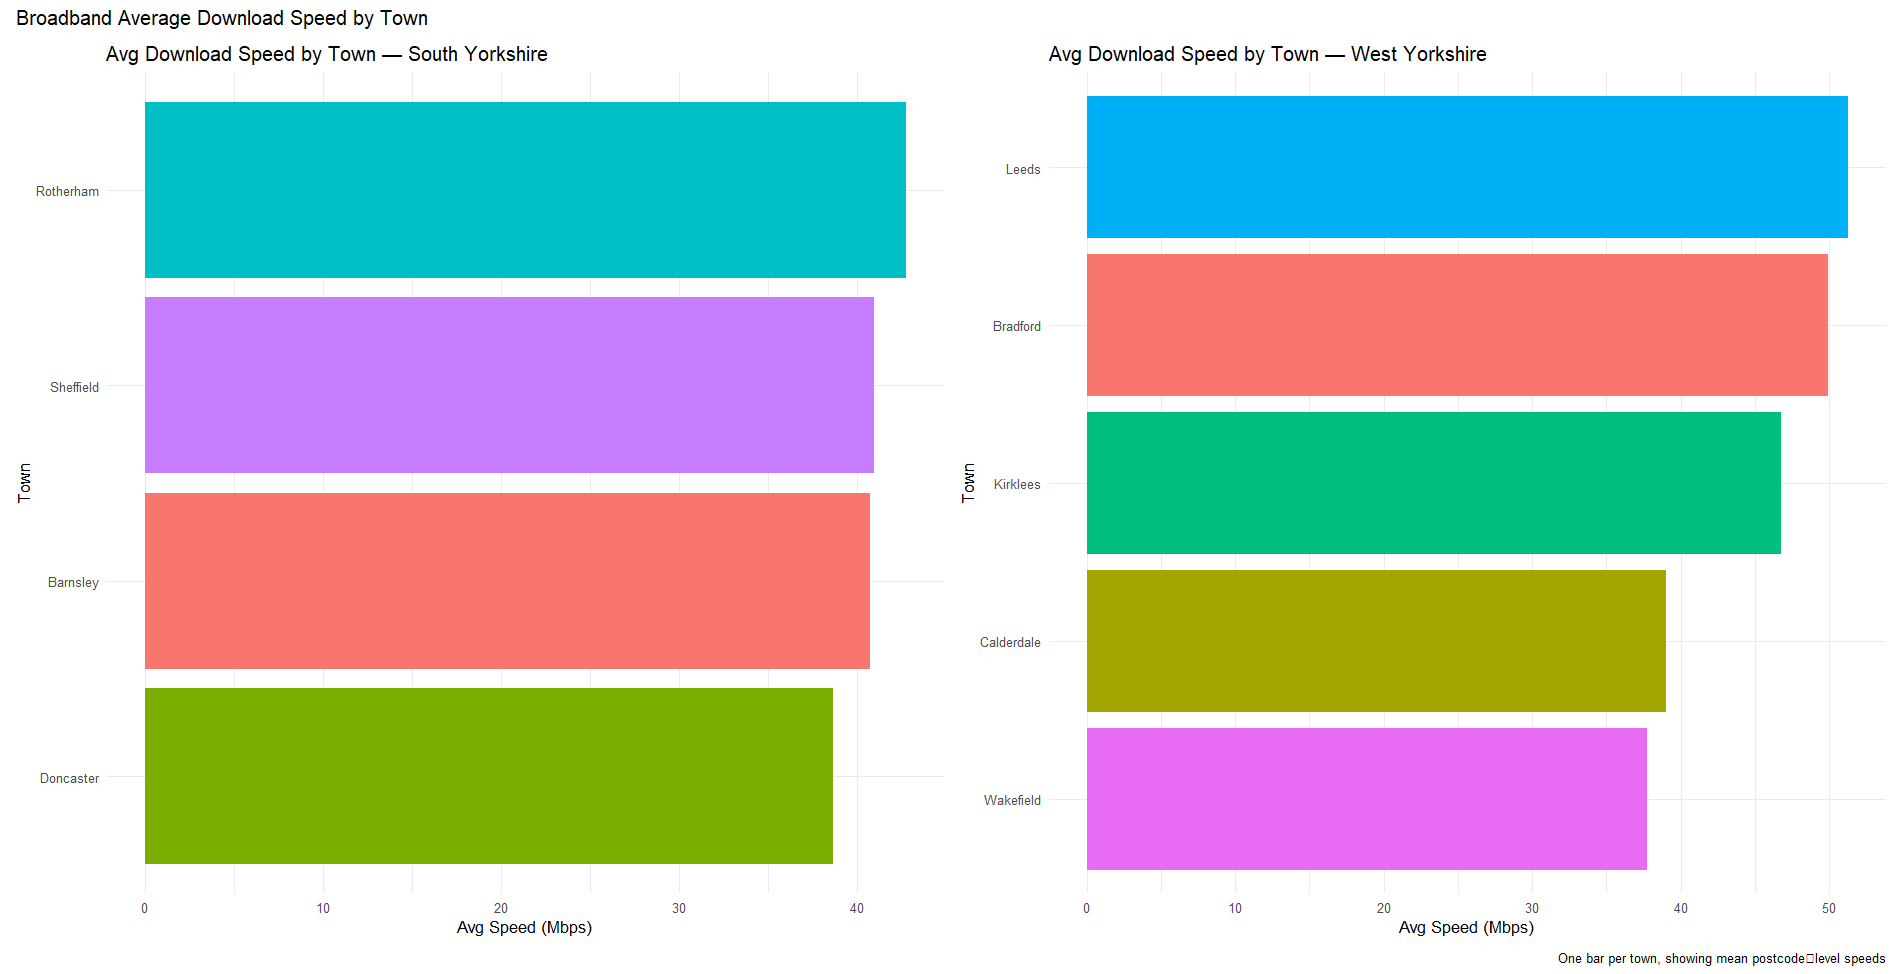 Broadband Average Download Speed by Town
Avg Download Speed by Town — South Yorkshire
Town
Rotherham
Sheffield
Barnsley
Doncaster
0 10 20 30 40
Avg Speed (Mbps)
Avg Download Speed by Town — West Yorkshire
Town
Leeds
Bradford
Kirklees
Calderdale
Wakefield
0 10 20 30 40 50
Avg Speed (Mbps)
One bar per town, showing mean postcode▯level speeds